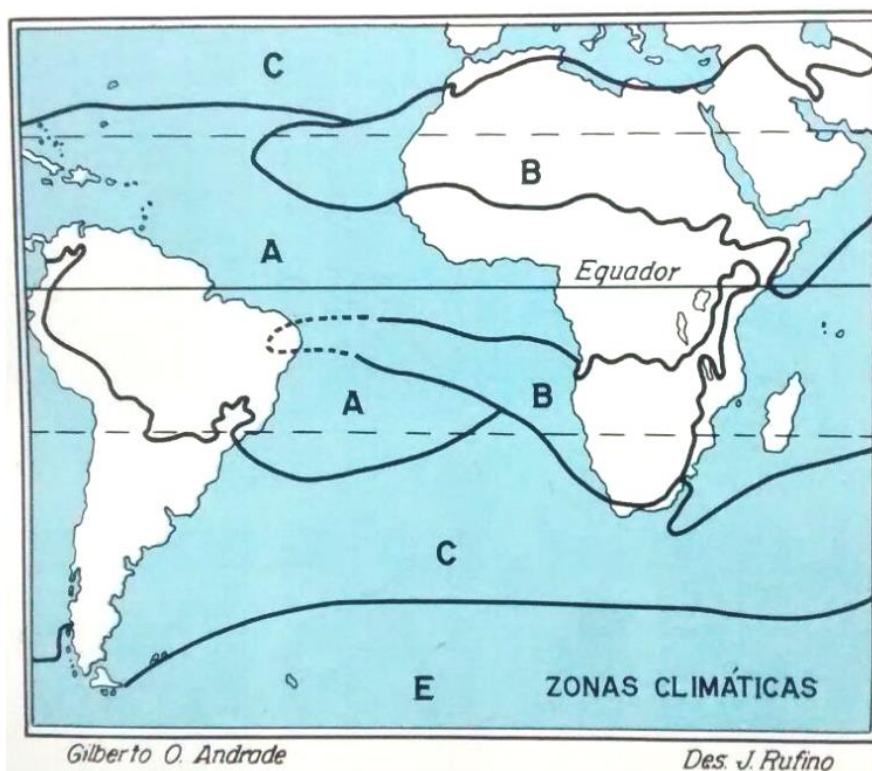 C
B
A
Equador
A
B
C
E
ZONAS CLIMÁTICAS
Gilberto O. Andrade
Des. J. Rufino